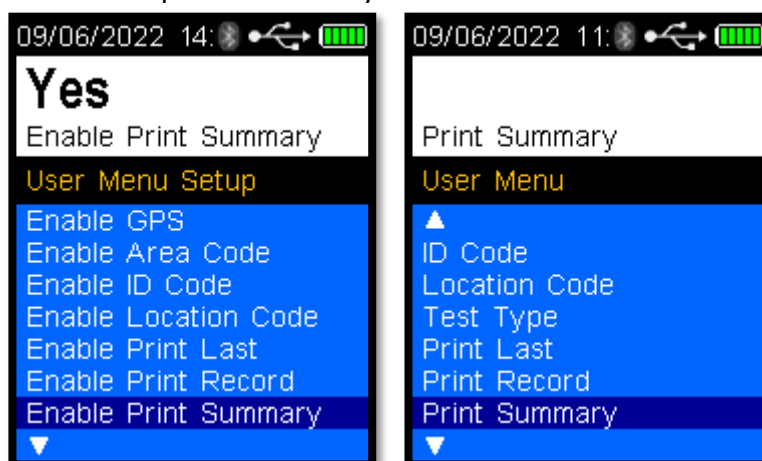 09/06/2022 14:
Yes
Enable Print Summary
User Menu Setup
Enable GPS
Enable Area Code
Enable ID Code
Enable Location Code
Enable Print Last
Enable Print Record
Enable Print Summary
09/06/2022 11:
Print Summary
User Menu
ID Code
Location Code
Test Type
Print Last
Print Record
Print Summary